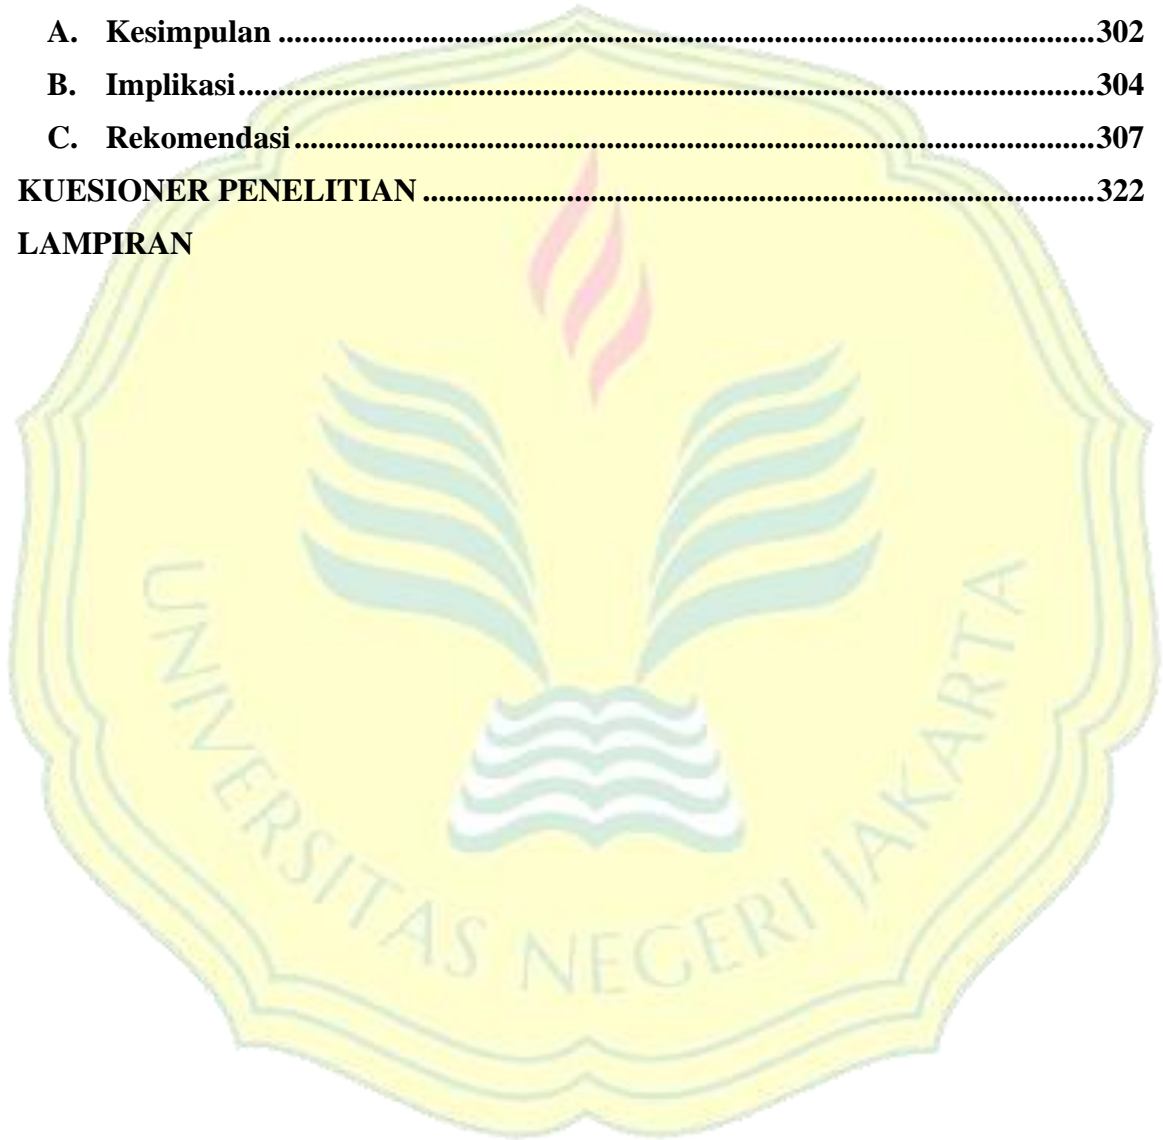 A. Kesimpulan ........................................................................................................302
B. Implikasi.............................................................................................................304
C. Rekomendasi......................................................................................................307
KUESIONER PENELITIAN .....................................................................................322
LAMPIRAN
UNIVERSITAS NEGERI JAKARTA